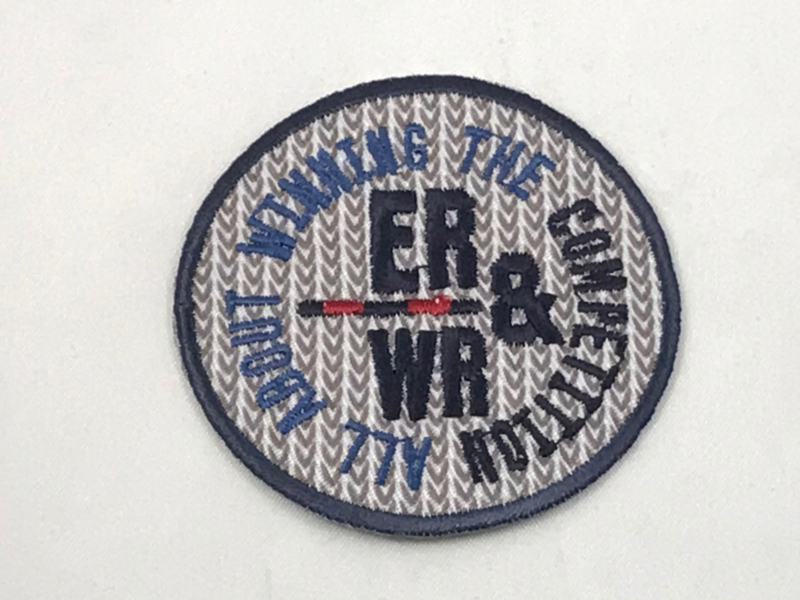 ALL ABOUT WINNING THE COMPETITION
ER
&
WR